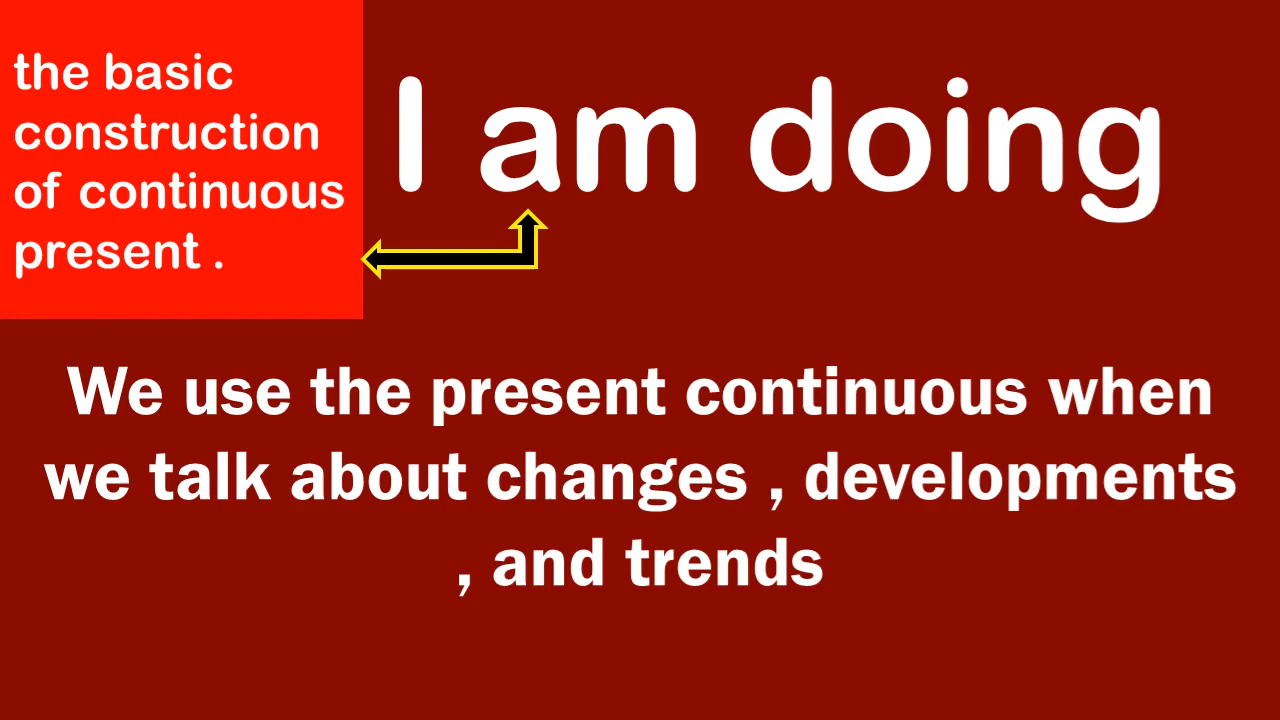 the basic
construction
of continuous
present .
I am doing
We use the present continuous when
we talk about changes , developments
, and trends